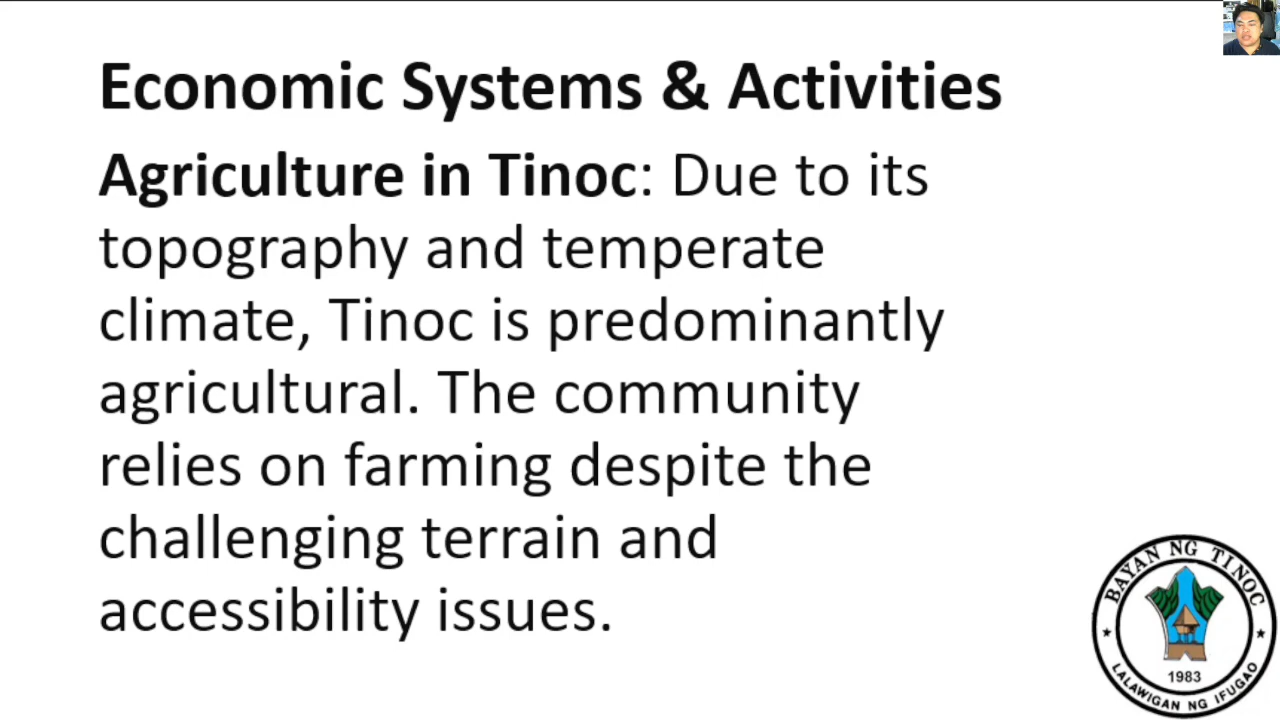 Economic Systems & Activities
Agriculture in Tinoc: Due to its
topography and temperate
climate, Tinoc is predominantly
agricultural. The community
relies on farming despite the
challenging terrain and
accessibility issues.
BAYAN NG TINOC
1983
LALAWIGAN NG IFUGAO